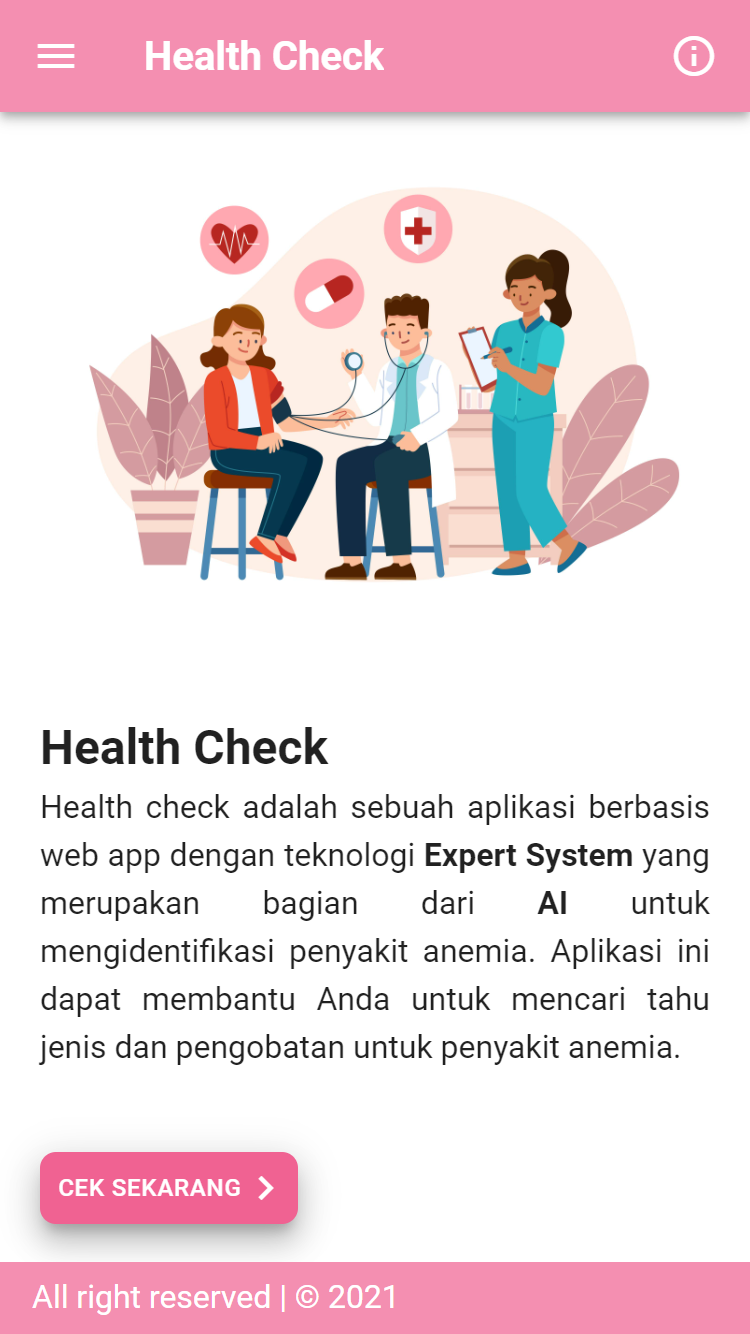 Health Check
Health Check
Health check adalah sebuah aplikasi berbasis
web app dengan teknologi Expert System yang
merupakan bagian dari AI untuk
mengidentifikasi penyakit anemia. Aplikasi ini
dapat membantu Anda untuk mencari tahu
jenis dan pengobatan untuk penyakit anemia.
CEK SEKARANG
All right reserved | © 2021